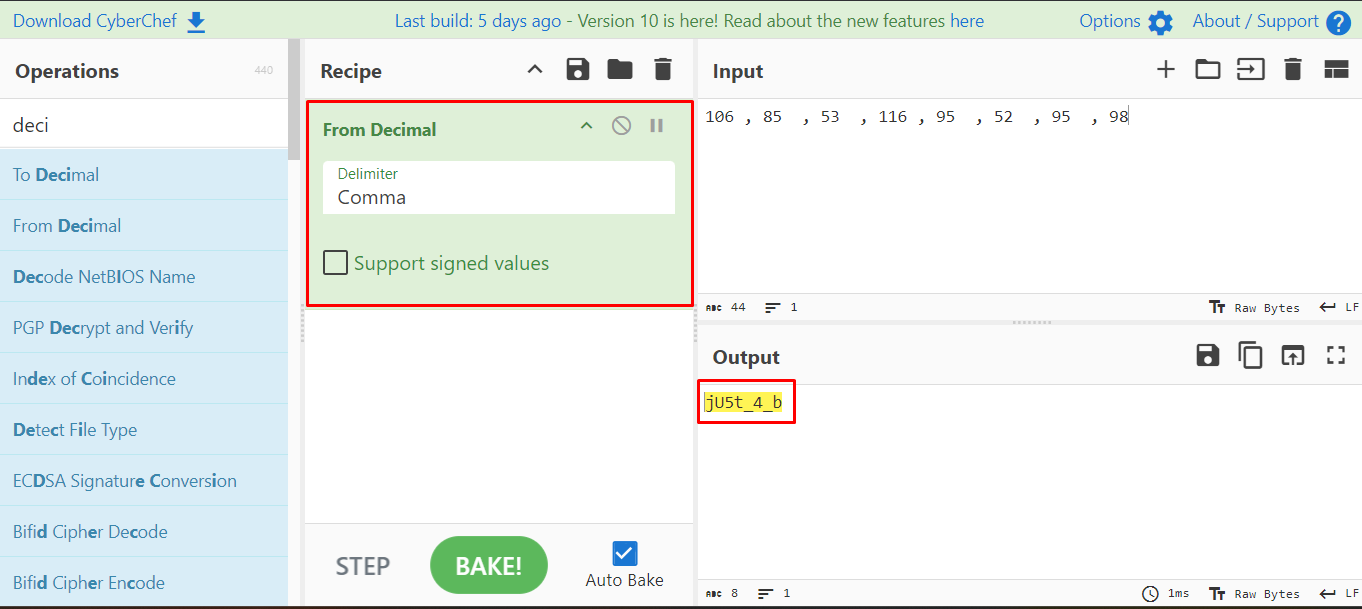 Download CyberChef
Last build: 5 days ago - Version 10 is here! Read about the new features here
Options
About / Support
Operations
440
deci
To Decimal
From Decimal
Decode NetBIOS Name
PGP Decrypt and Verify
Index of Coincidence
Detect File Type
ECDSA Signature Conversion
Bifid Cipher Decode
Bifid Cipher Encode
Recipe
From Decimal
Delimiter
Comma
Support signed values
STEP
BAKE!
Auto Bake
Input
106 , 85  , 53  , 116 , 95  , 52  , 95  , 98
ABC 44
1
Tт Raw Bytes
LF
Output
jU5t_4_b
ABC 8
1
1ms
Tт Raw Bytes
LF